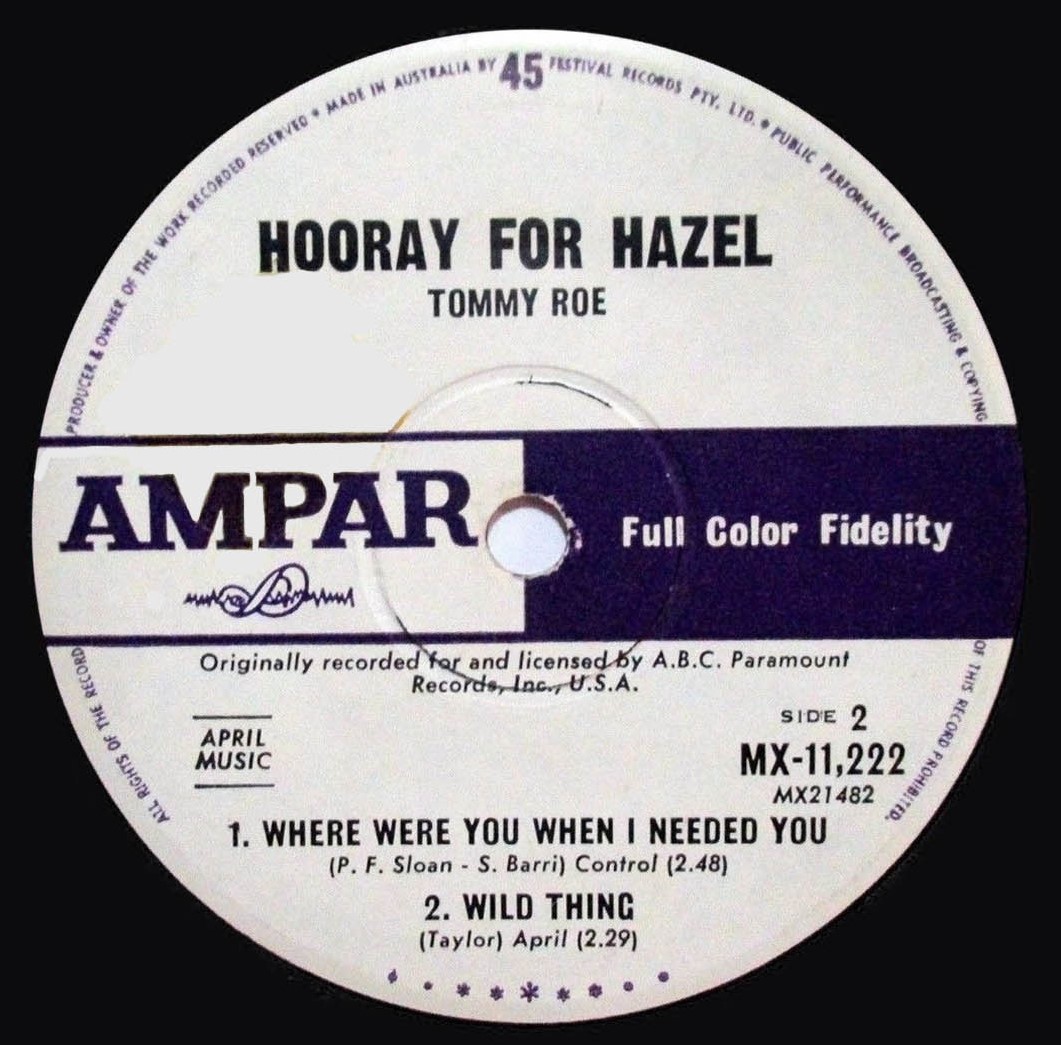 PRODUCER & OWNER OF THE WORK RECORDED RESERVED * MADE IN AUSTRALIA BY 45 FESTIVAL RECORDS PTY. LTD. * PUBLIC PERFORMANCE BROADCASTING & COPYING
HOORAY FOR HAZEL
TOMMY ROE
AMPAR
Full Color Fidelity
Originally recorded for and licensed by A.B.C. Paramount
Records, Inc., U.S.A.
ALL RIGHTS OF THE RECORD
OF THIS RECORD PROHIBITED.
APRIL
MUSIC
SIDE 2
MX-11,222
MX21482
1. WHERE WERE YOU WHEN I NEEDED YOU
(P. F. Sloan - S. Barri) Control (2.48)
2. WILD THING
(Taylor) April (2.29)